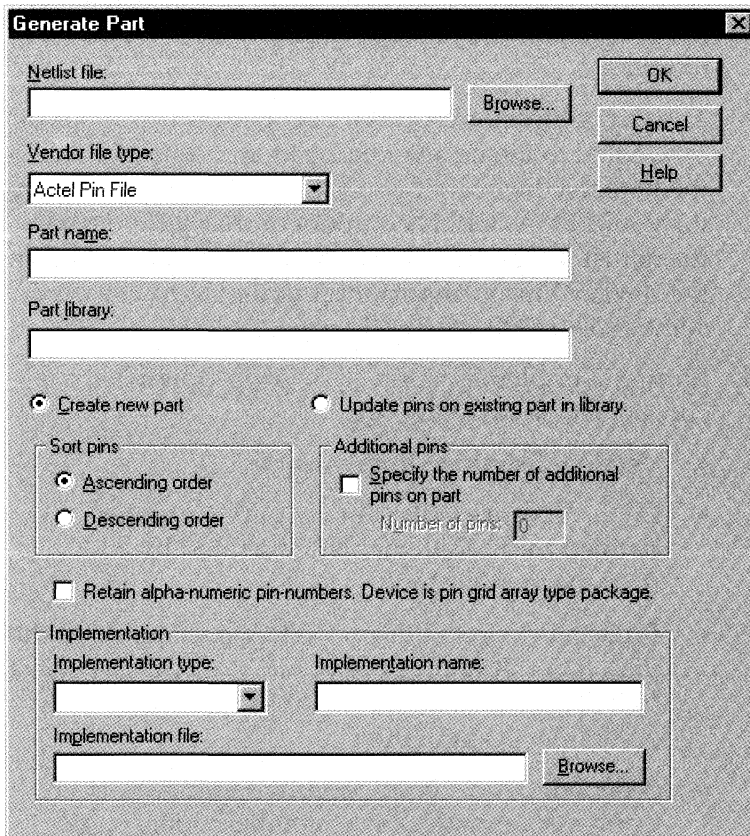 Generate Part
Netlist file:
Browse...
OK
Cancel
Help
Vendor file type:
Actel Pin File
Part name:
Part library:
Create new part
Update pins on existing part in library.
Sort pins
Ascending order
Descending order
Additional pins
Specify the number of additional
pins on part
Number of pins:
0
Retain alpha-numeric pin-numbers. Device is pin grid array type package.
Implementation
Implementation type:
Implementation name:
Implementation file:
Browse...